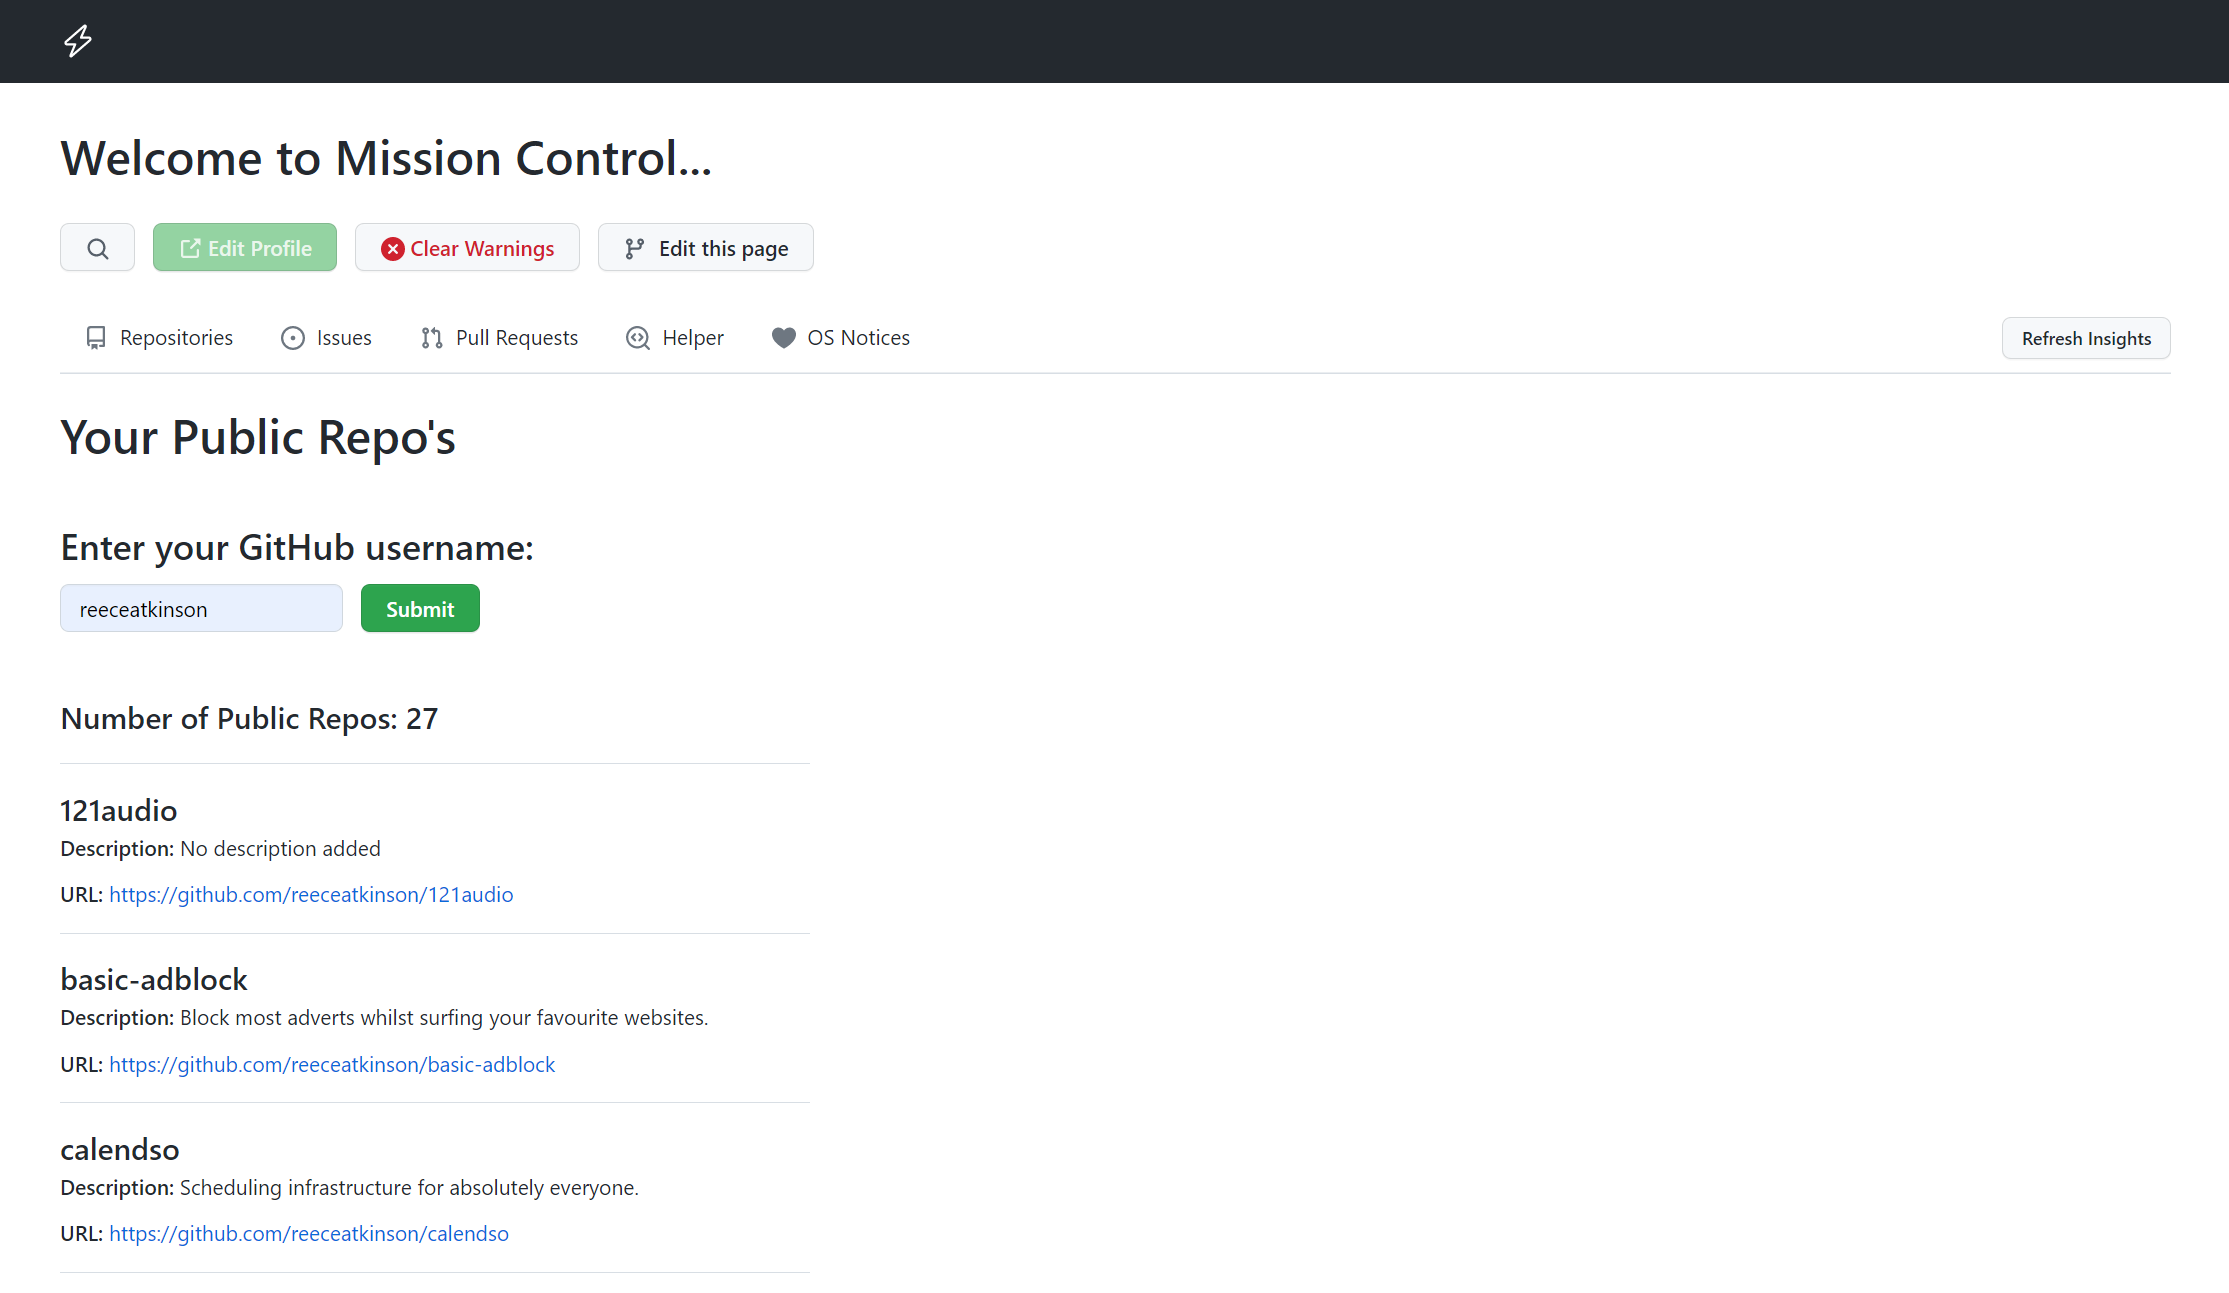 Welcome to Mission Control...
Edit Profile
Clear Warnings
Edit this page
Repositories
Issues
Pull Requests
Helper
OS Notices
Refresh Insights
Your Public Repo's
Enter your GitHub username:
reeceatkinson
Submit
Number of Public Repos: 27
121audio
Description: No description added
URL: https://github.com/reeceatkinson/121audio
basic-adblock
Description: Block most adverts whilst surfing your favourite websites.
URL: https://github.com/reeceatkinson/basic-adblock
calendso
Description: Scheduling infrastructure for absolutely everyone.
URL: https://github.com/reeceatkinson/calendso